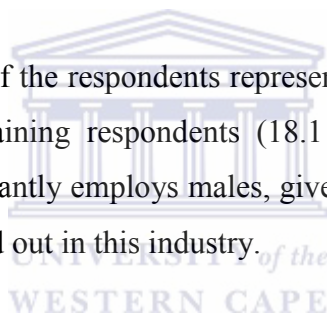 f the respondents represen
ining respondents (18.1
antly employs males, give
d out in this industry.
UNIVERSITY of the
WESTERN CAPE